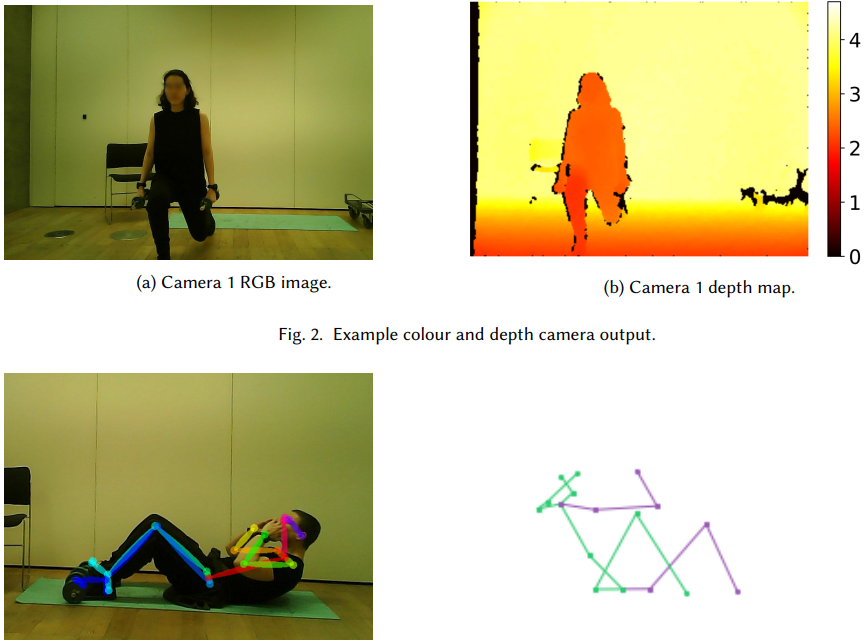 4
3
2
1
0
(a) Camera 1 RGB image.
(b) Camera 1 depth map.
Fig. 2. Example colour and depth camera output.